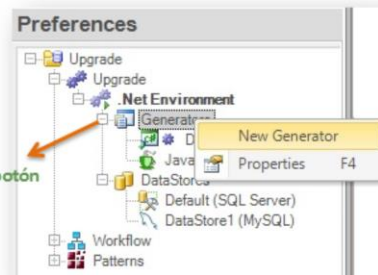 Preferences
Upgrade
Upgrade
.Net Environment
Generators
New Generator
D
Java
Properties F4
botón
DataStores
Default (SQL Server)
DataStore1 (MySQL)
Workflow
Patterns